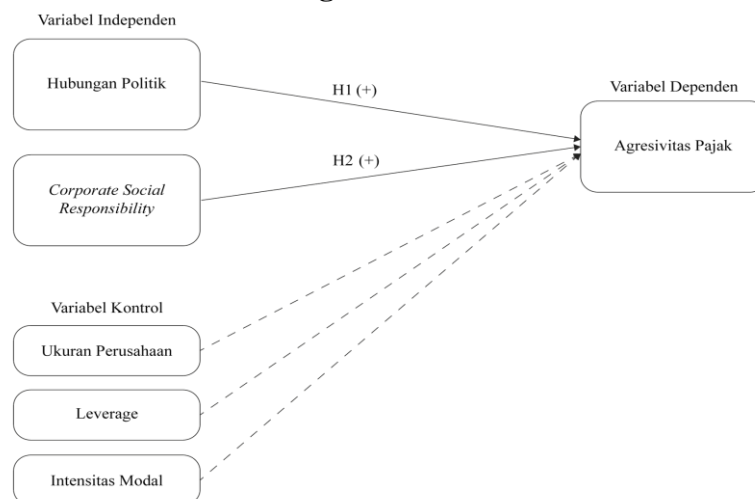 Variabel Independen
Hubungan Politik
H1 (+)
Variabel Dependen
Agresivitas Pajak
H2 (+)
Corporate Social
Responsibility
Variabel Kontrol
Ukuran Perusahaan
Leverage
Intensitas Modal